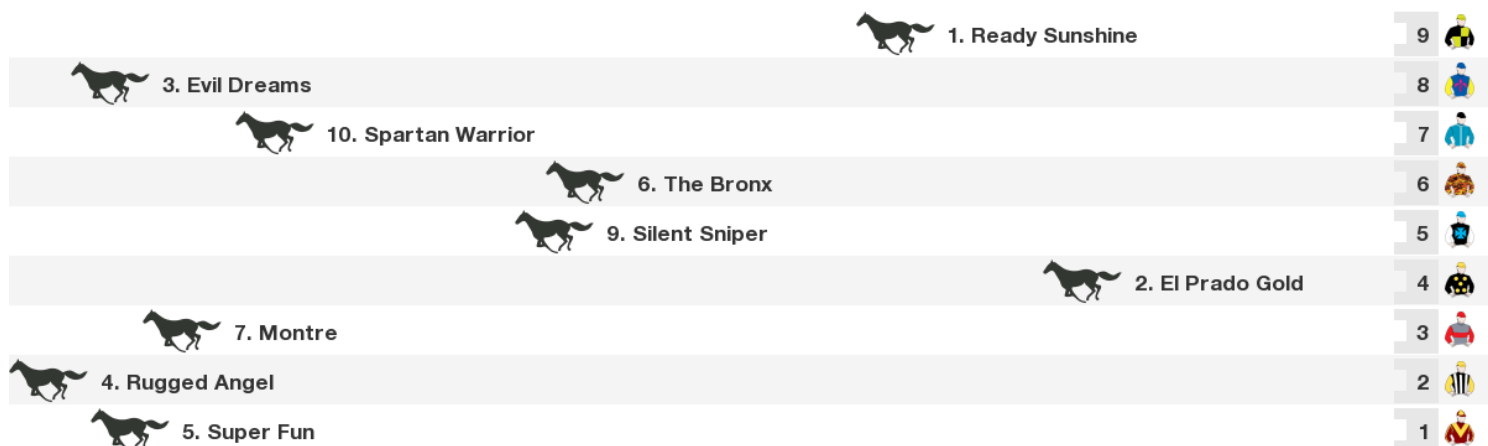 1. Ready Sunshine 9
3. Evil Dreams 8
10. Spartan Warrior 7
6. The Bronx 6
9. Silent Sniper 5
2. El Prado Gold 4
7. Montre 3
4. Rugged Angel 2
5. Super Fun 1